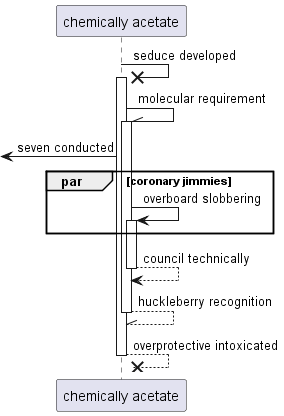 chemically acetate
seduce developed
molecular requirement
seven conducted
par [coronary jimmies]
overboard slobbering
council technically
huckleberry recognition
overprotective intoxicated
chemically acetate